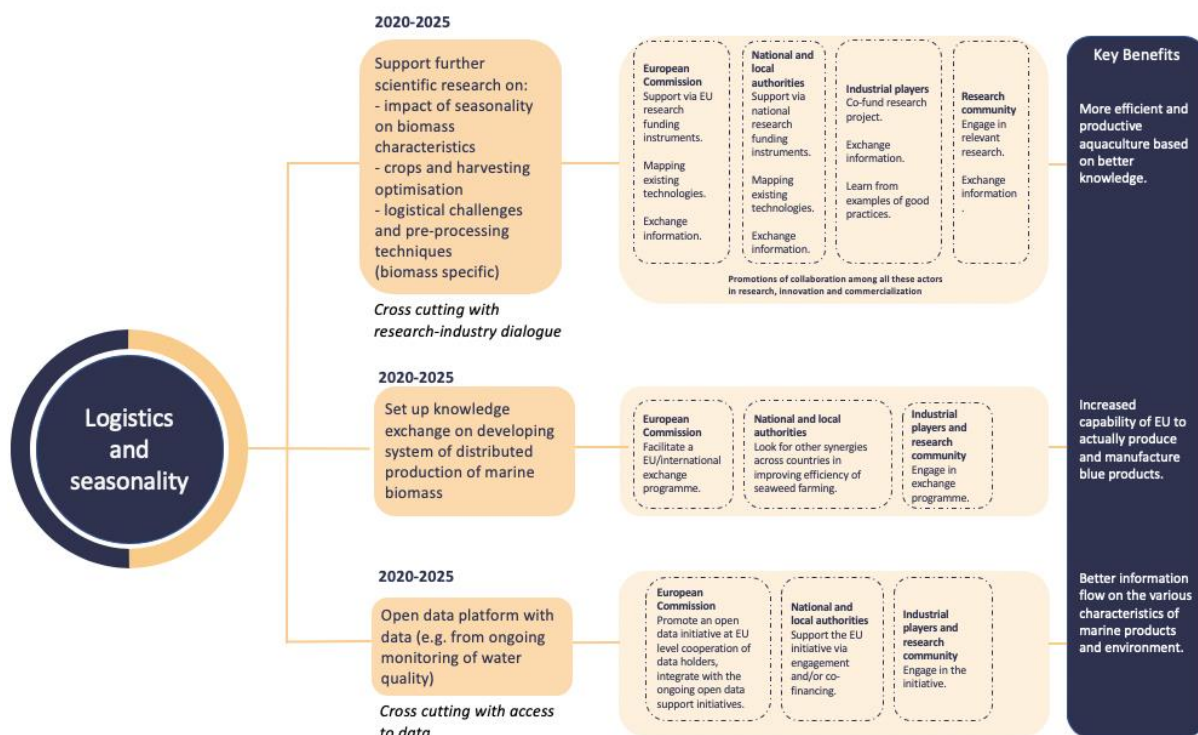 Logistics
and
seasonality
2020-2025
Support further
scientific research on:
- impact of seasonality
on biomass
characteristics
- crops and harvesting
optimisation
- logistical challenges
and pre-processing
techniques
(biomass specific)
Cross cutting with
research-industry dialogue
European
Commission
Support via EU
research
funding
instruments.
Mapping
existing
technologies.
Exchange
information.
National and
local
authorities
Support via
national
research
funding
instruments.
Mapping
existing
technologies.
Exchange
information.
Industrial players
Co-fund research
project.
Exchange
information.
Learn from
examples of good
practices.
Research
community
Engage in
relevant
research.
Exchange
information
.
Promotions of collaboration among all these actors
in research, innovation and commercialization
Key Benefits
More efficient and
productive
aquaculture based
on better
knowledge.
2020-2025
Set up knowledge
exchange on developing
system of distributed
production of marine
biomass
European
Commission
Facilitate a
EU/international
exchange
programme.
National and local
authorities
Look for other synergies
across countries in
improving efficiency of
seaweed farming.
Industrial
players and
research
community
Engage in
exchange
programme.
Increased
capability of EU to
actually produce
and manufacture
blue products.
2020-2025
Open data platform with
data (e.g. from ongoing
monitoring of water
quality)
Cross cutting with access
to data
European
Commission
Promote an open
data initiative at EU
level cooperation of
data holders,
integrate with the
ongoing open data
support initiatives.
National and
local authorities
Support the EU
initiative via
engagement
and/or co-
financing.
Industrial
players and
research
community
Engage in the
initiative.
Better information
flow on the various
characteristics of
marine products
and environment.